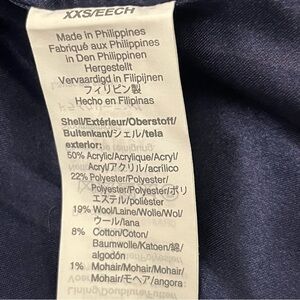 XXS/EECH
Made in Philippines
Fabriqué aux Philippines
in Den Philippinen
Hergestellt
Vervaardigd in Filipijnen
フィリピン製
Hecho en Filipinas
Shell/Extérieur/Oberstoff/
Buitenkant/シェル/tela
exterior:
50% Acrylic/Acrylique/Acryl/
Acryl/アクリル/acrílico
22% Polyester/Polyester/
Polyester/Polyester/ポリ
エステル/poliéster
19% Wool/Laine/Wolle/Wol/
ウール/lana
8% Cotton/Coton/
Baumwolle/Katoen/綿/
algodón
1% Mohair/Mohair/Mohair/
Mohair/モヘア/angora